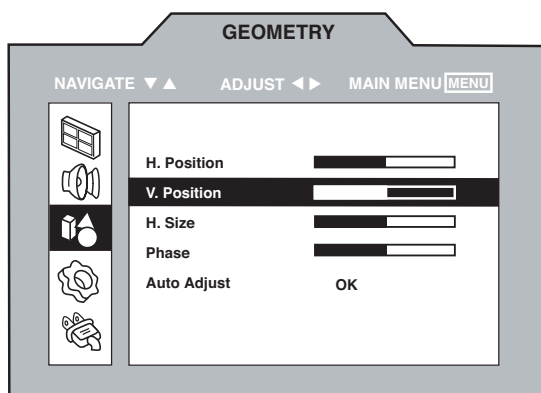 GEOMETRY
NAVIGATE ▼ ▲ ADJUST ◀ ▶ MAIN MENU MENU
H. Position
V. Position
H. Size
Phase
Auto Adjust OK